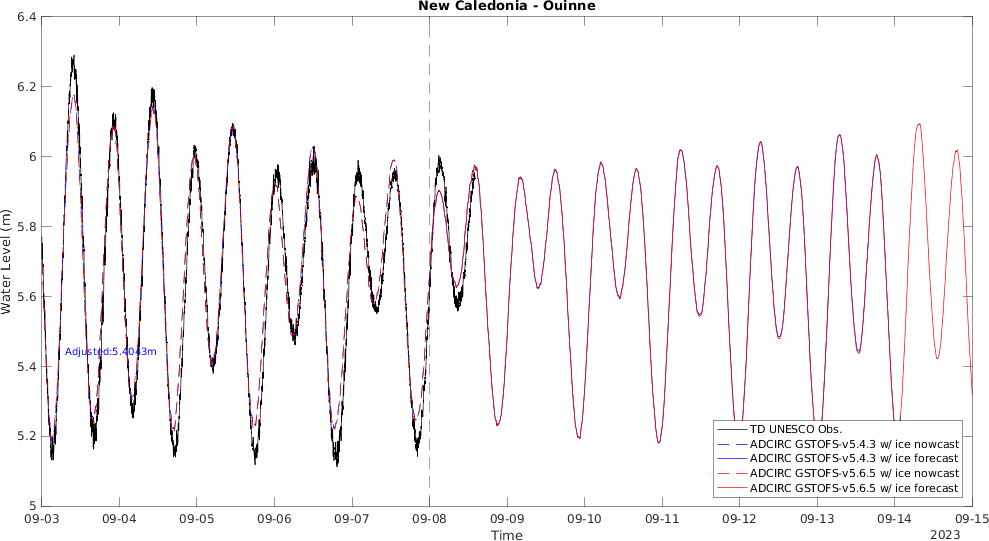 New Caledonia - Ouinne
6.4
6.2
6
5.8
5.6
5.4
5.2
5
Water Level (m)
Adjusted:5.4043m
TD UNESCO Obs.
ADCIRC GSTOFS-v5.4.3 w/ ice nowcast
ADCIRC GSTOFS-v5.4.3 w/ ice forecast
ADCIRC GSTOFS-v5.6.5 w/ ice nowcast
ADCIRC GSTOFS-v5.6.5 w/ ice forecast
09-03 09-04 09-05 09-06 09-07 09-08 09-09 09-10 09-11 09-12 09-13 09-14 09-15
Time
2023